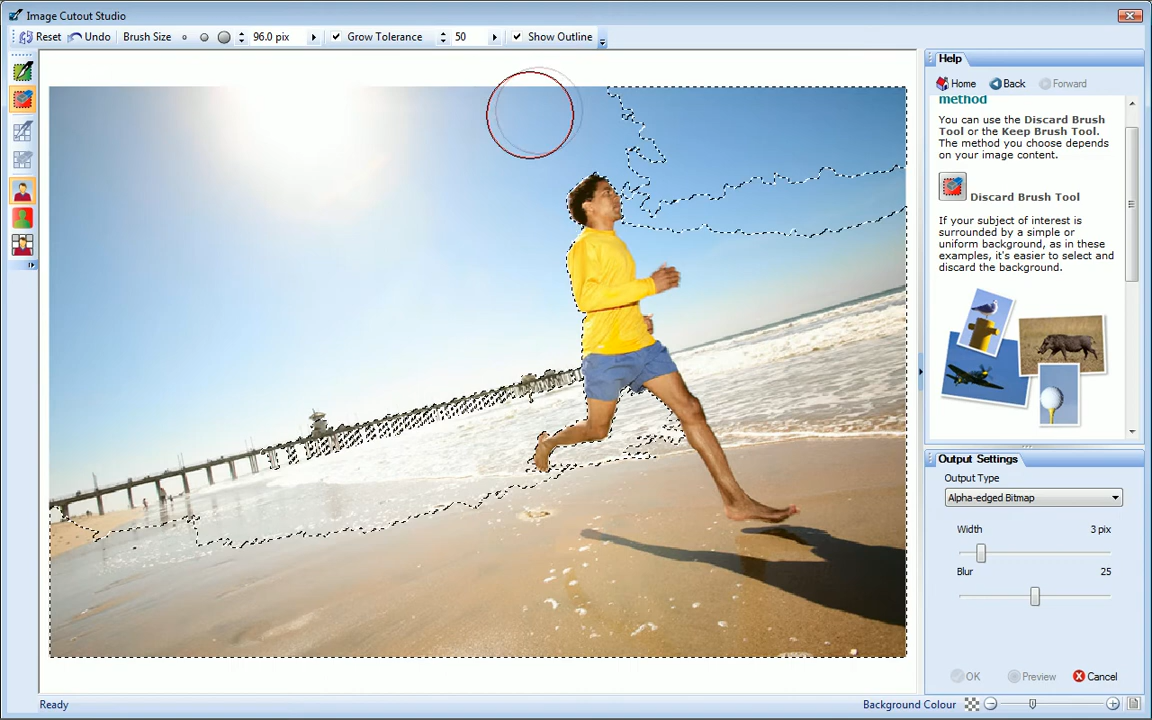 Image Cutout Studio
Reset Undo Brush Size 96.0 pix Grow Tolerance 50 Show Outline
Help
Home Back Forward
method
You can use the Discard Brush
Tool or the Keep Brush Tool.
The method you choose depends
on your image content.
Discard Brush Tool
If your subject of interest is
surrounded by a simple or
uniform background, as in these
examples, it's easier to select and
discard the background.
Output Settings
Output Type
Alpha-edged Bitmap
Width 3 pix
Blur 25
OK Preview Cancel
Ready
Background Colour